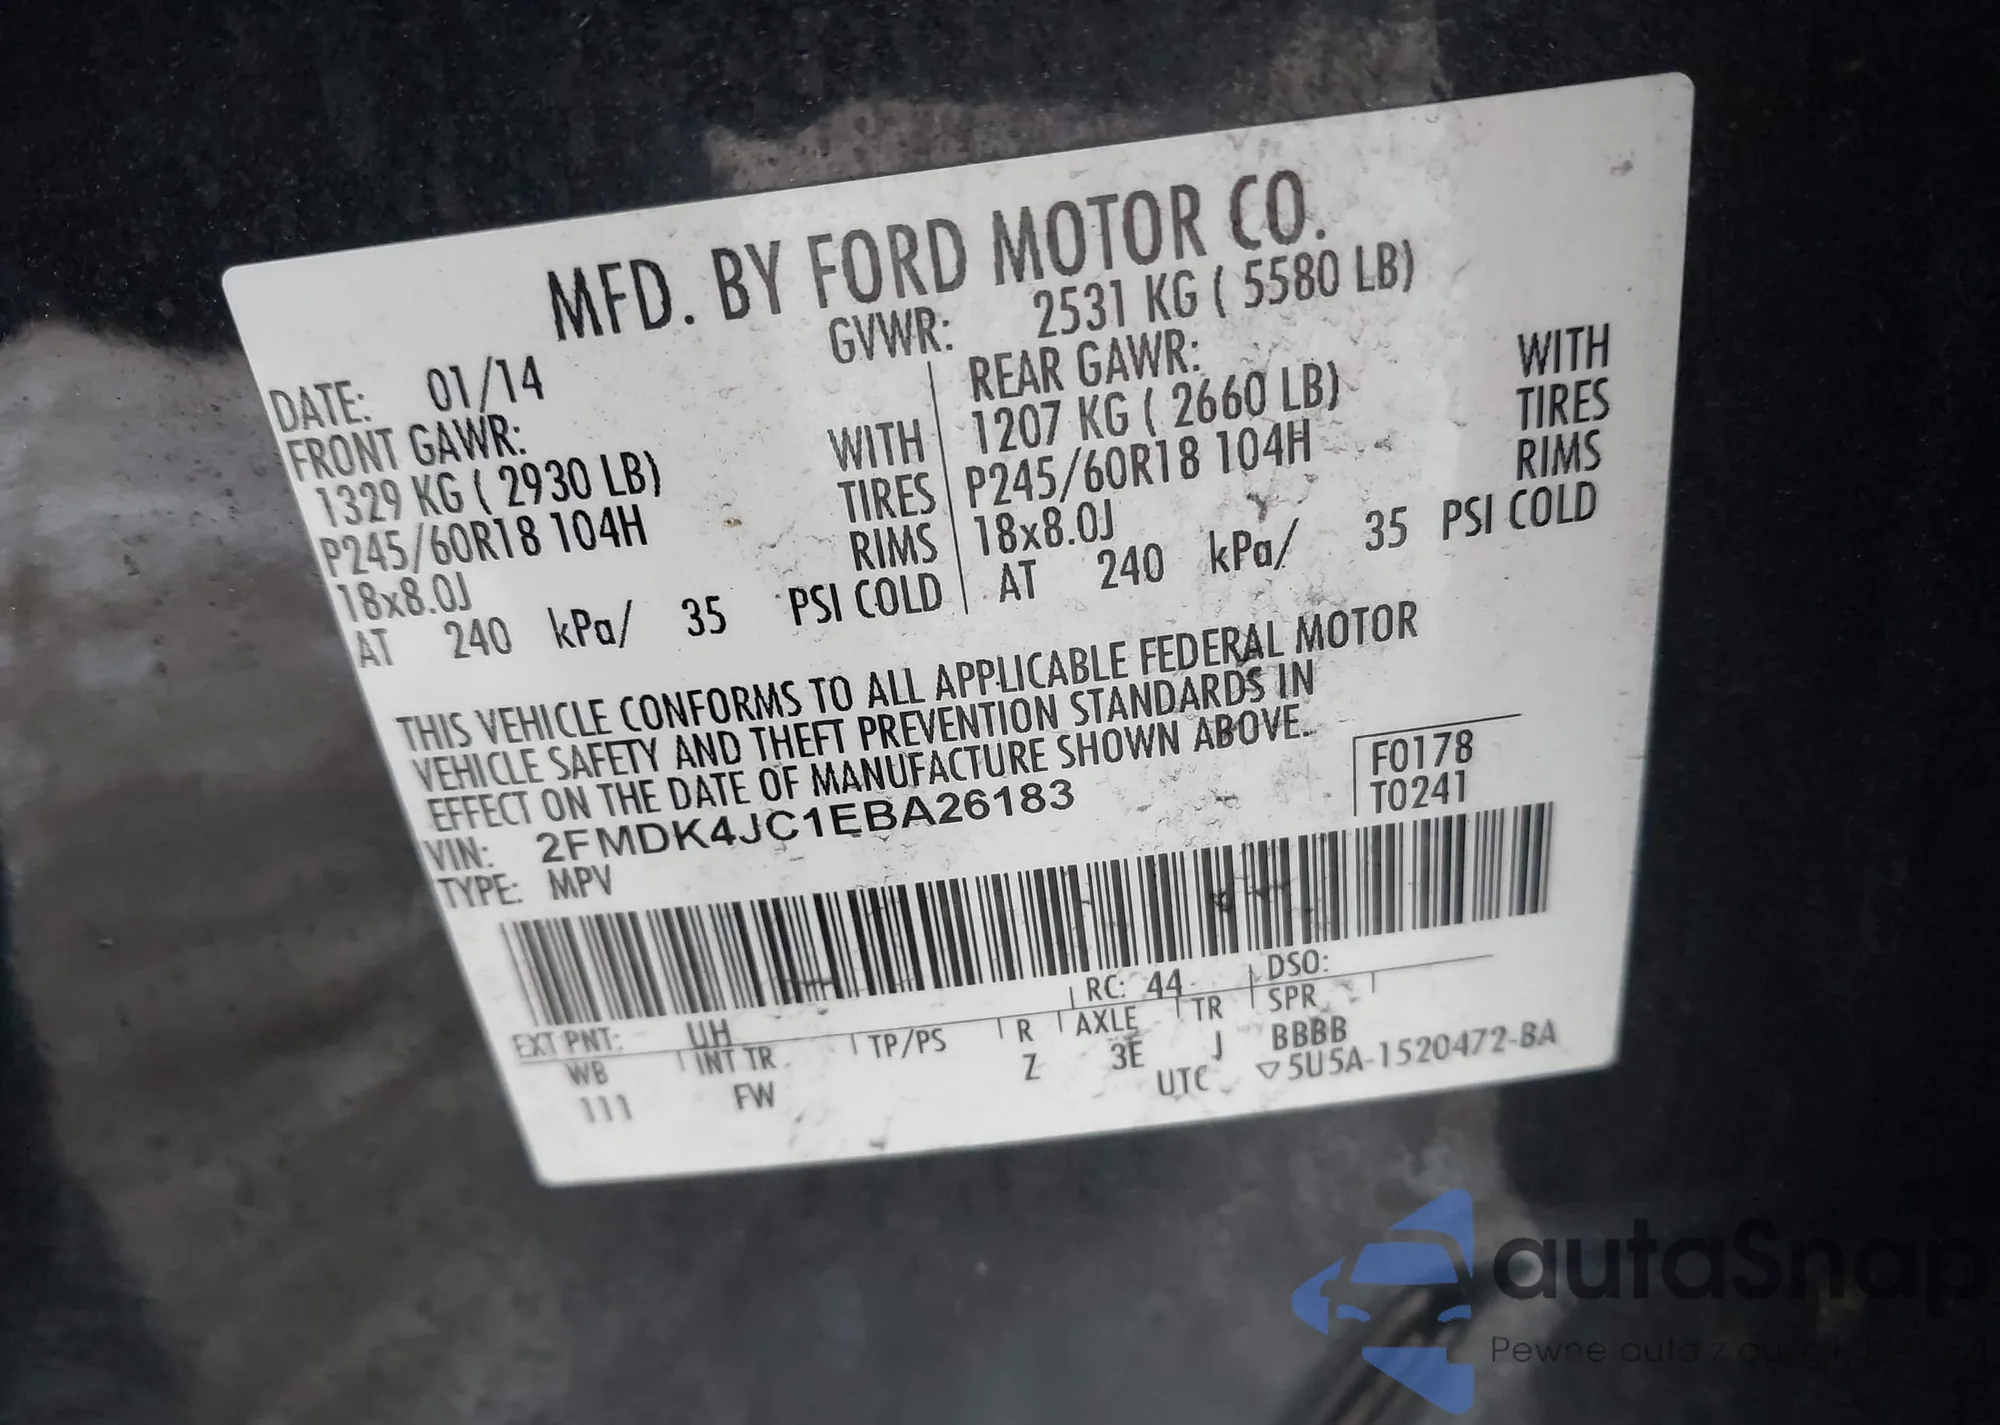 MFD. BY FORD MOTOR CO.
DATE: 01/14 GVWR: 2531 KG ( 5580 LB)
FRONT GAWR: REAR GAWR:
1329 KG ( 2930 LB) WITH 1207 KG ( 2660 LB) WITH
P245/60R18 104H TIRES P245/60R18 104H TIRES
18x8.0J RIMS 18x8.0J RIMS
AT 240 kPa/ 35 PSI COLD AT 240 kPa/ 35 PSI COLD
THIS VEHICLE CONFORMS TO ALL APPLICABLE FEDERAL MOTOR
VEHICLE SAFETY AND THEFT PREVENTION STANDARDS IN
EFFECT ON THE DATE OF MANUFACTURE SHOWN ABOVE.
VIN: 2FMDK4JC1EBA26183 F0178
TYPE: MPV T0241
EXT PNT: UH RC: 44 DSO:
WB INT TR TP/PS R AXLE TR SPR
111 FW Z 3E J BBBB
UTC ▽5U5A-1520472-BA
autaSnap
Pewne auta z